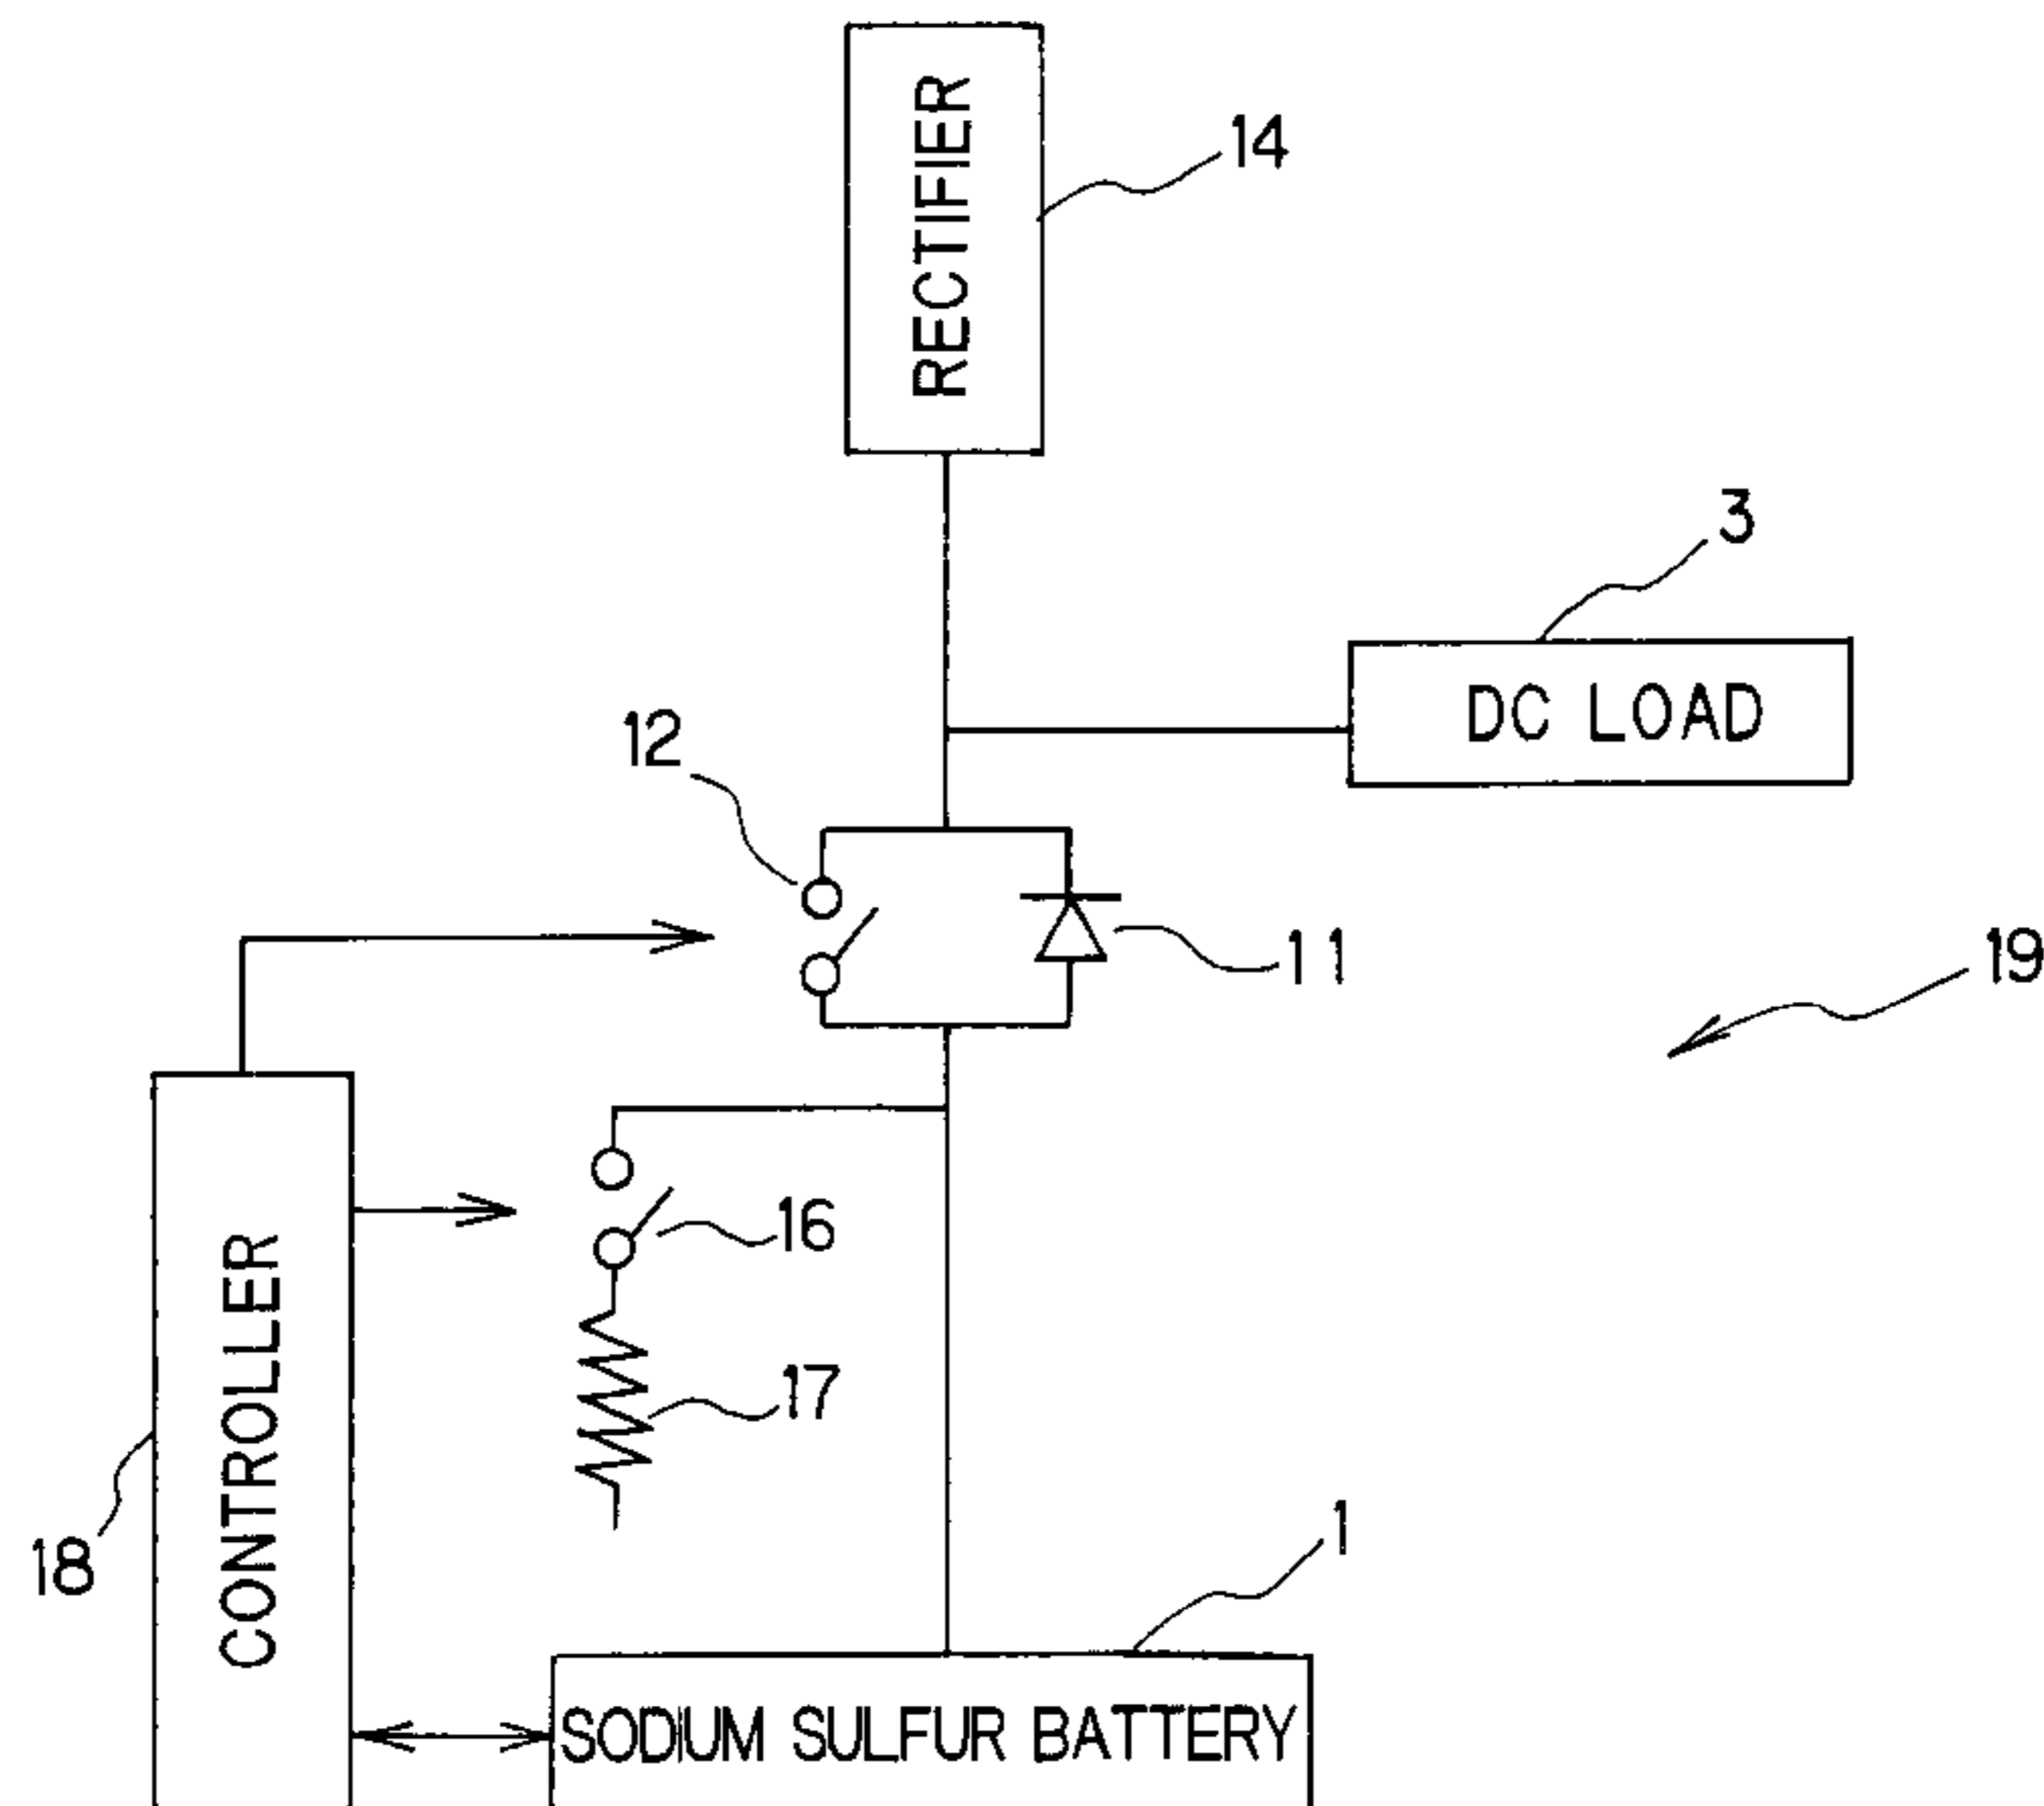 RECTIFIER
14
3
DC LOAD
12
11
19
16
CONTROLLER
17
18
1
SODIUM SULFUR BATTERY